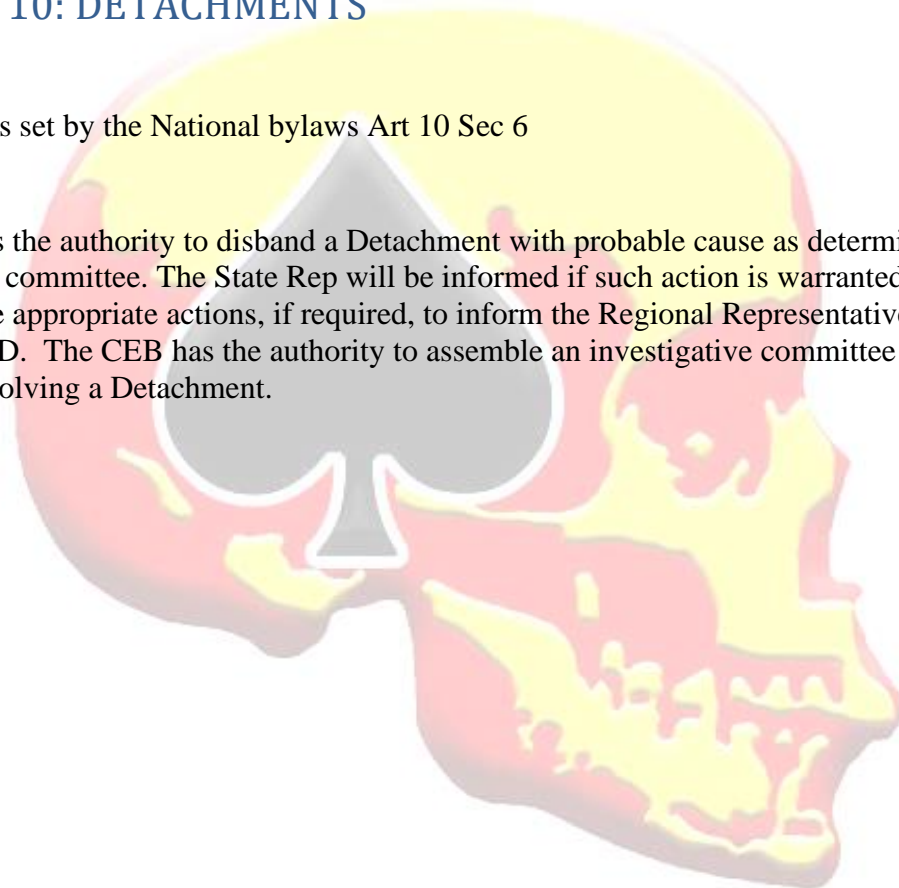 10: DETACHMENTS
s set by the National bylaws Art 10 Sec 6
s the authority to disband a Detachment with probable cause as determi
committee. The State Rep will be informed if such action is warranted
e appropriate actions, if required, to inform the Regional Representative
D. The CEB has the authority to assemble an investigative committee
olving a Detachment.